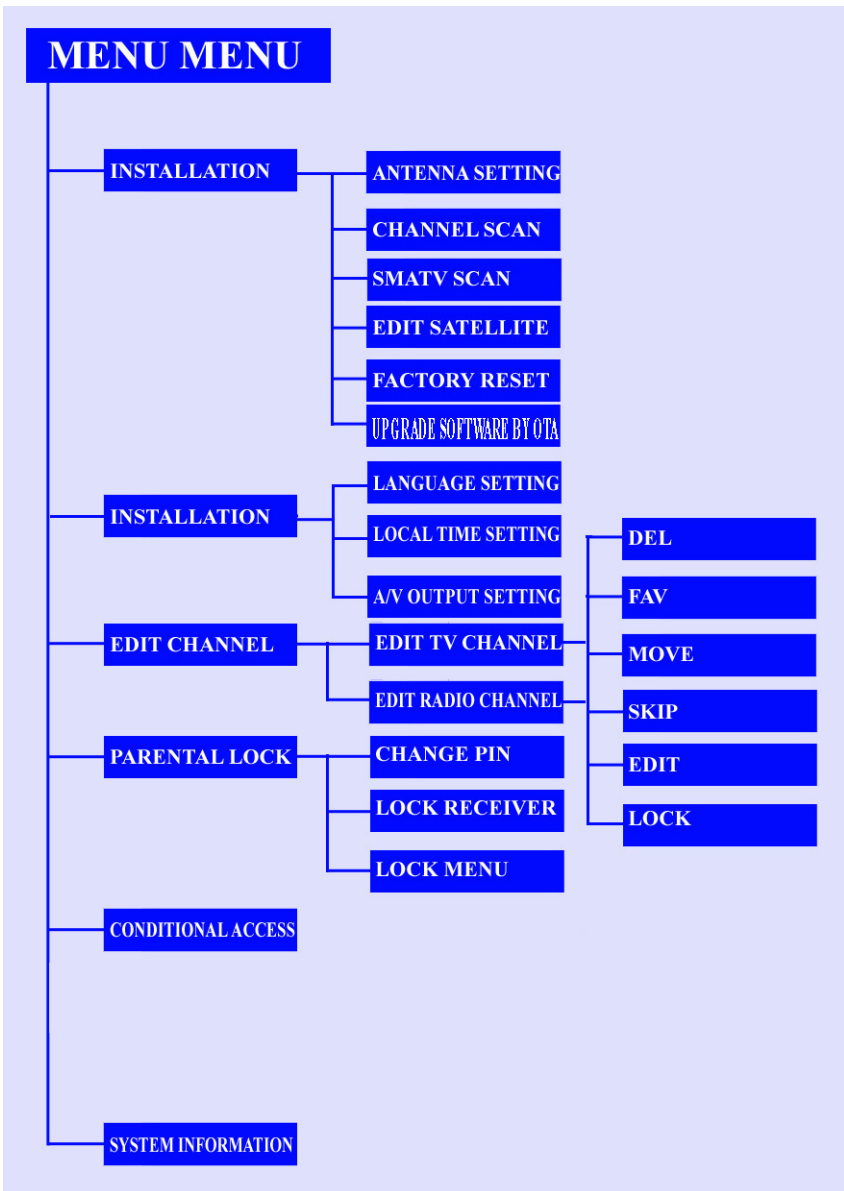 MENU MENU
INSTALLATION
ANTENNA SETTING
CHANNEL SCAN
SMATV SCAN
EDIT SATELLITE
FACTORY RESET
UPGRADE SOFTWARE BY OTA
INSTALLATION
LANGUAGE SETTING
LOCAL TIME SETTING
A/V OUTPUT SETTING
EDIT CHANNEL
EDIT TV CHANNEL
EDIT RADIO CHANNEL
DEL
FAV
MOVE
SKIP
EDIT
LOCK
PARENTAL LOCK
CHANGE PIN
LOCK RECEIVER
LOCK MENU
CONDITIONAL ACCESS
SYSTEM INFORMATION